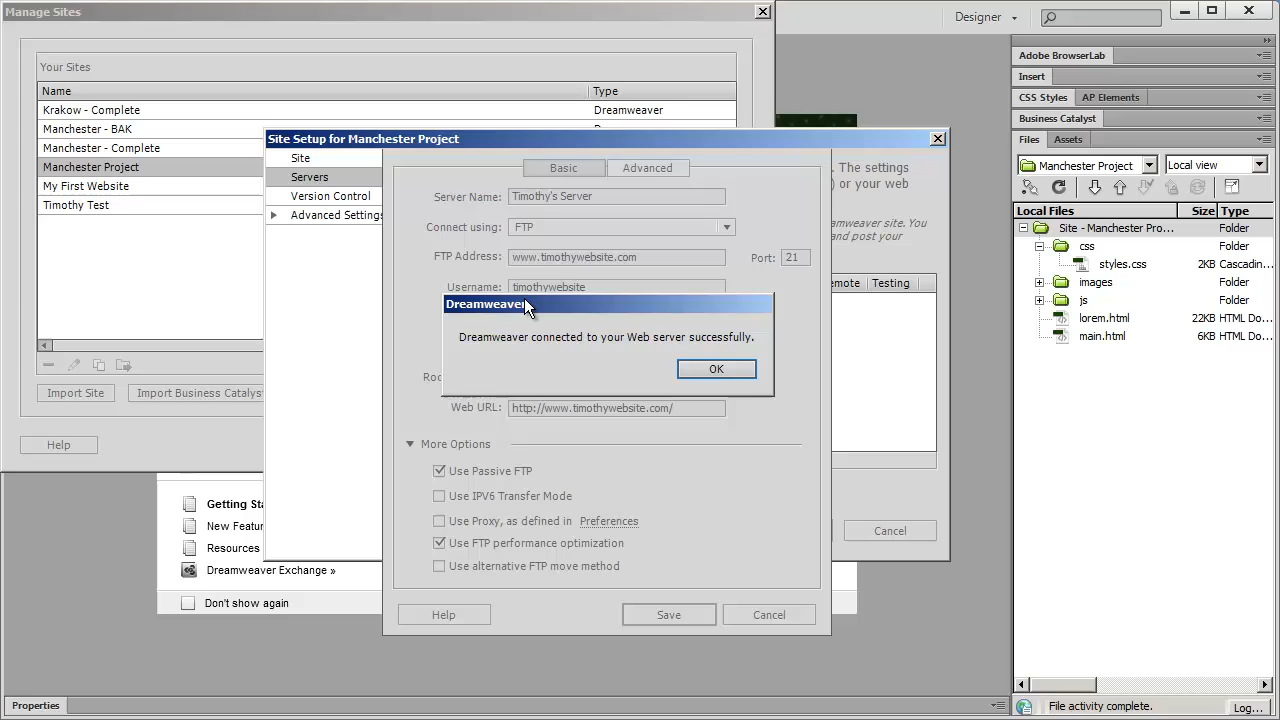 Manage Sites
Designer
Your Sites
Name Type
Krakow - Complete Dreamweaver
Manchester - BAK
Manchester - Complete
Manchester Project
My First Website
Timothy Test
Import Site Import Business Catalyst
Help
Getting Sta
New Featur
Resources
Dreamweaver Exchange »
Don't show again
Site Setup for Manchester Project
Site
Servers
Version Control
Advanced Settings
. The settings
) or your web
amweaver site. You
and post your
emote Testing
Cancel
Basic Advanced
Server Name: Timothy's Server
Connect using: FTP
FTP Address: www.timothywebsite.com Port: 21
Username: timothywebsite
Dreamweaver
Dreamweaver connected to your Web server successfully.
OK
Roo
Web URL: http://www.timothywebsite.com/
More Options
Use Passive FTP
Use IPV6 Transfer Mode
Use Proxy, as defined in Preferences
Use FTP performance optimization
Use alternative FTP move method
Help Save Cancel
Adobe BrowserLab
Insert
CSS Styles AP Elements
Business Catalyst
Files Assets
Manchester Project Local view
Local Files Size Type
Site - Manchester Pro... Folder
css Folder
styles.css 2KB Cascadin
images Folder
js Folder
lorem.html 22KB HTML Do...
main.html 6KB HTML Do...
File activity complete. Log...
Properties